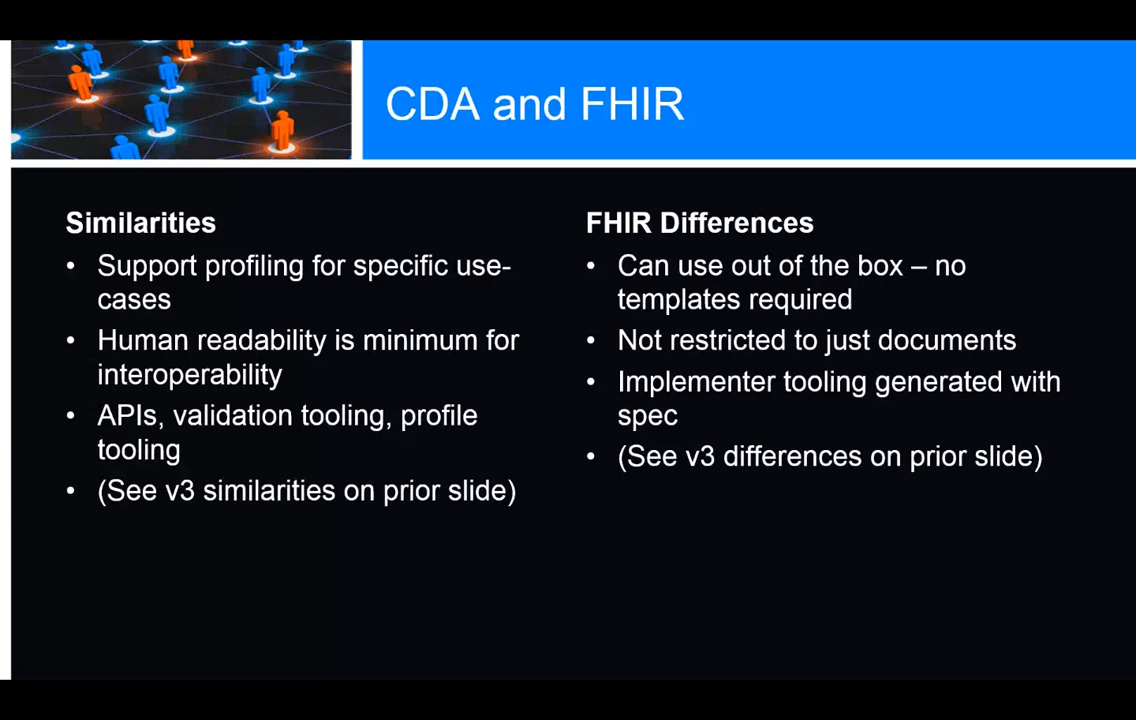 CDA and FHIR
Similarities
• Support profiling for specific use-
cases
• Human readability is minimum for
interoperability
• APIs, validation tooling, profile
tooling
• (See v3 similarities on prior slide)
FHIR Differences
• Can use out of the box – no
templates required
• Not restricted to just documents
• Implementer tooling generated with
spec
• (See v3 differences on prior slide)